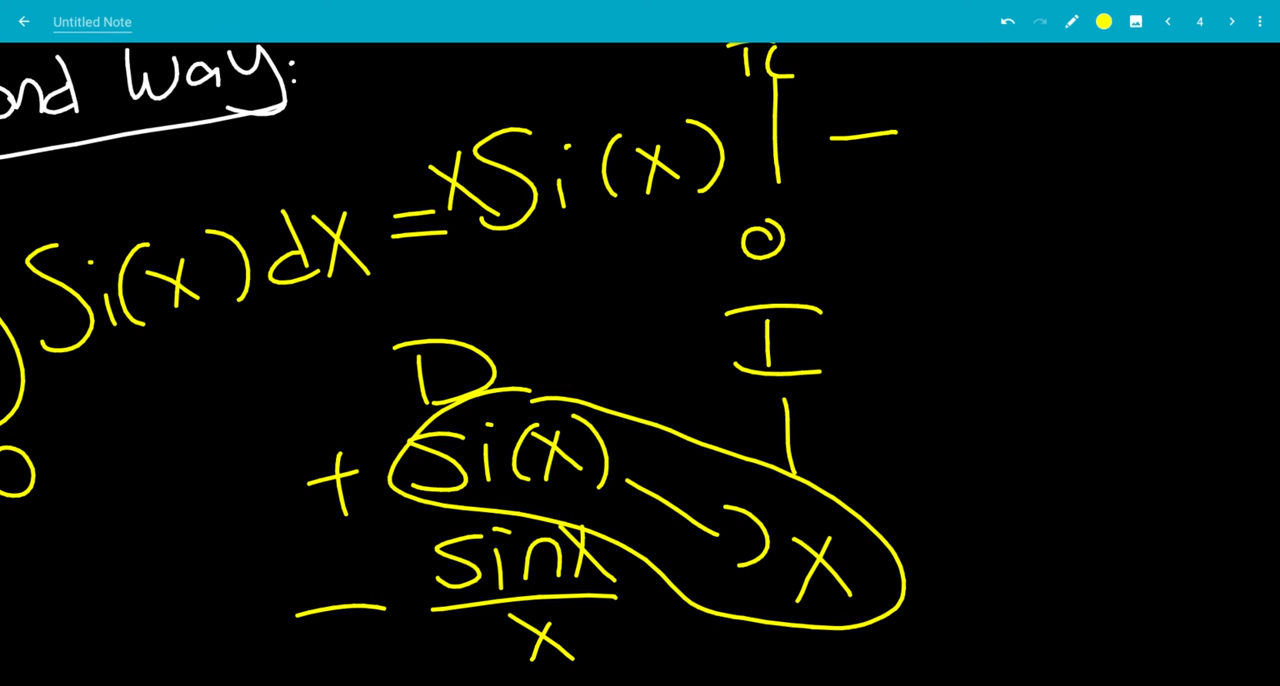 Untitled Note
4
ond Way:
∫₀ Si(x)dx = xSi(x) |₀^π −
D I
+ Si(x) 1
− sinx/x x